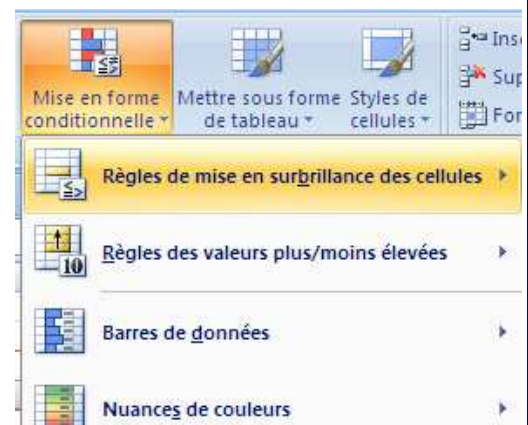 Mise en forme conditionnelle
Mettre sous forme de tableau
Styles de cellules
Règles de mise en surbrillance des cellules
Règles des valeurs plus/moins élevées
10
Barres de données
Nuances de couleurs